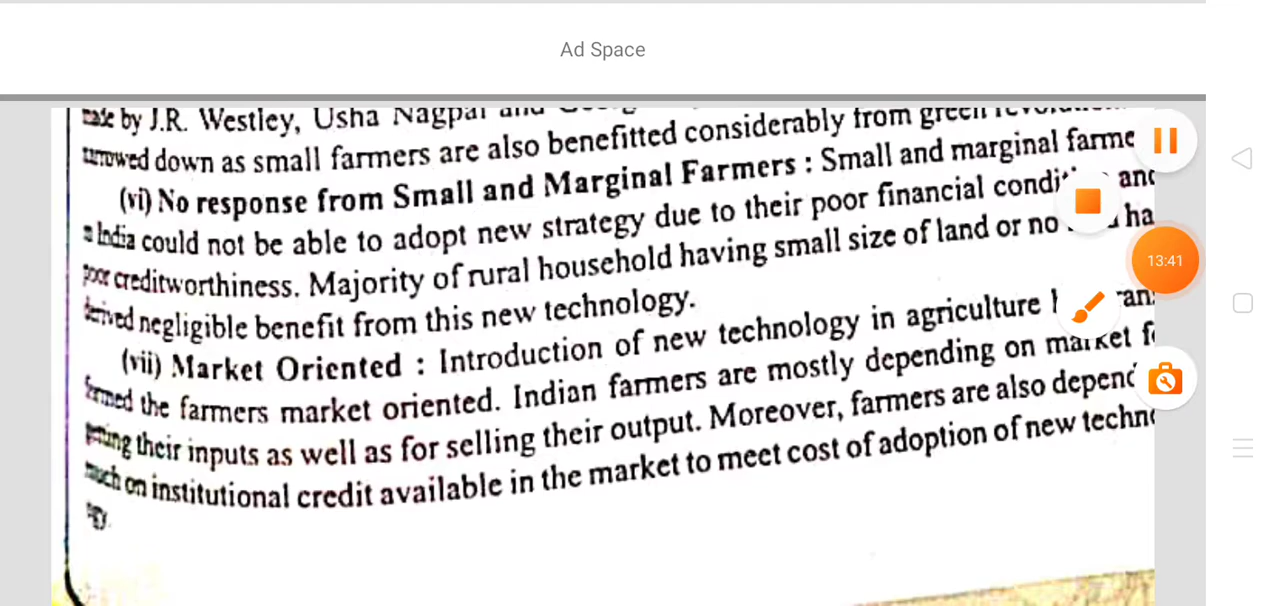 Ad Space
by J.R. Westley, Usha Nagpal and
down as small farmers are also benefitted considerably from green
(vi) No response from Small and Marginal Farmers : Small and marginal
India could not be able to adopt new strategy due to their poor financial
poor creditworthiness. Majority of rural household having small size of land or no
derived negligible benefit from this new technology.
(vii) Market Oriented : Introduction of new technology in agriculture
the farmers market oriented. Indian farmers are mostly depending on market
getting their inputs as well as for selling their output. Moreover, farmers are also
much on institutional credit available in the market to meet cost of adoption of new
13:41